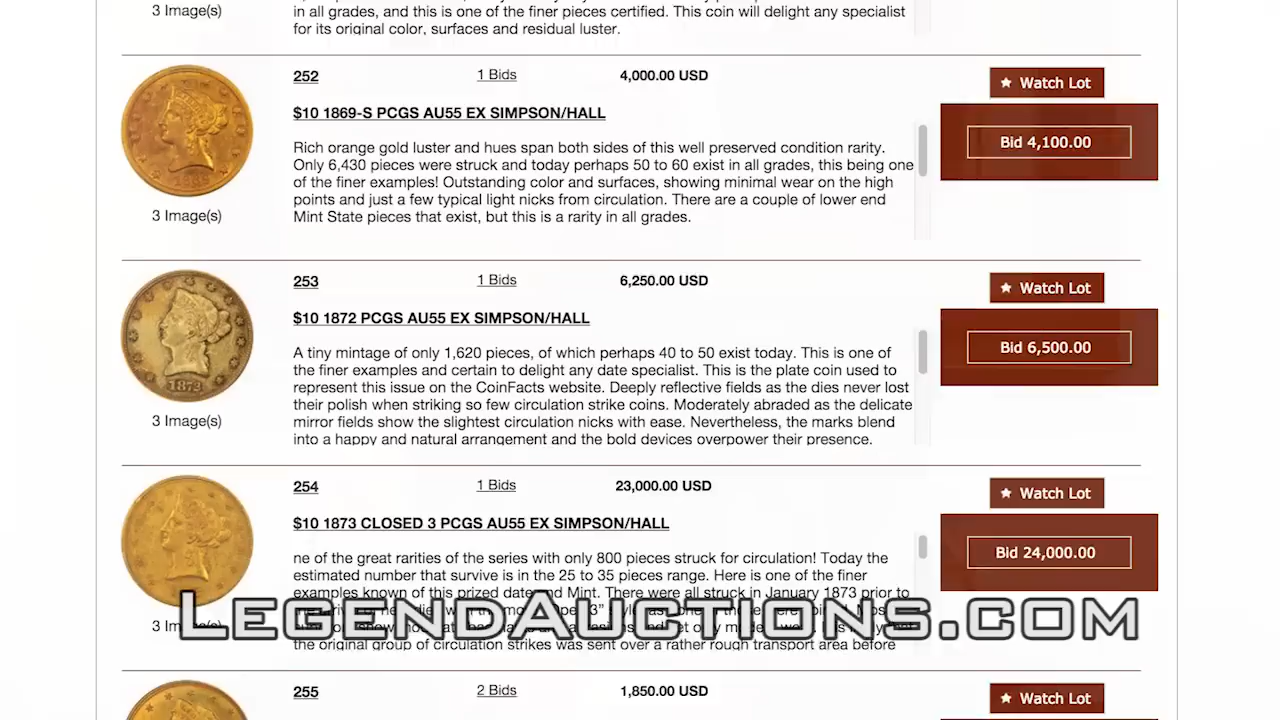 3 Image(s)
in all grades, and this is one of the finer pieces certified. This coin will delight any specialist
for its original color, surfaces and residual luster.
252 1 Bids 4,000.00 USD
★ Watch Lot
$10 1869-S PCGS AU55 EX SIMPSON/HALL
Bid 4,100.00
Rich orange gold luster and hues span both sides of this well preserved condition rarity.
Only 6,430 pieces were struck and today perhaps 50 to 60 exist in all grades, this being one
of the finer examples! Outstanding color and surfaces, showing minimal wear on the high
points and just a few typical light nicks from circulation. There are a couple of lower end
Mint State pieces that exist, but this is a rarity in all grades.
3 Image(s)
253 1 Bids 6,250.00 USD
★ Watch Lot
$10 1872 PCGS AU55 EX SIMPSON/HALL
Bid 6,500.00
A tiny mintage of only 1,620 pieces, of which perhaps 40 to 50 exist today. This is one of
the finer examples and certain to delight any date specialist. This is the plate coin used to
represent this issue on the CoinFacts website. Deeply reflective fields as the dies never lost
their polish when striking so few circulation strike coins. Moderately abraded as the delicate
mirror fields show the slightest circulation nicks with ease. Nevertheless, the marks blend
into a happy and natural arrangement and the bold devices overpower their presence.
1873
3 Image(s)
254 1 Bids 23,000.00 USD
★ Watch Lot
$10 1873 CLOSED 3 PCGS AU55 EX SIMPSON/HALL
Bid 24,000.00
ne of the great rarities of the series with only 800 pieces struck for circulation! Today the
estimated number that survive is in the 25 to 35 pieces range. Here is one of the finer
examples known of this prized date and Mint. There were all struck in January 1873 prior to
the original group of circulation strikes was sent over a rather rough transport area before
LEGENDAUCTIONS.COM
255 2 Bids 1,850.00 USD
★ Watch Lot